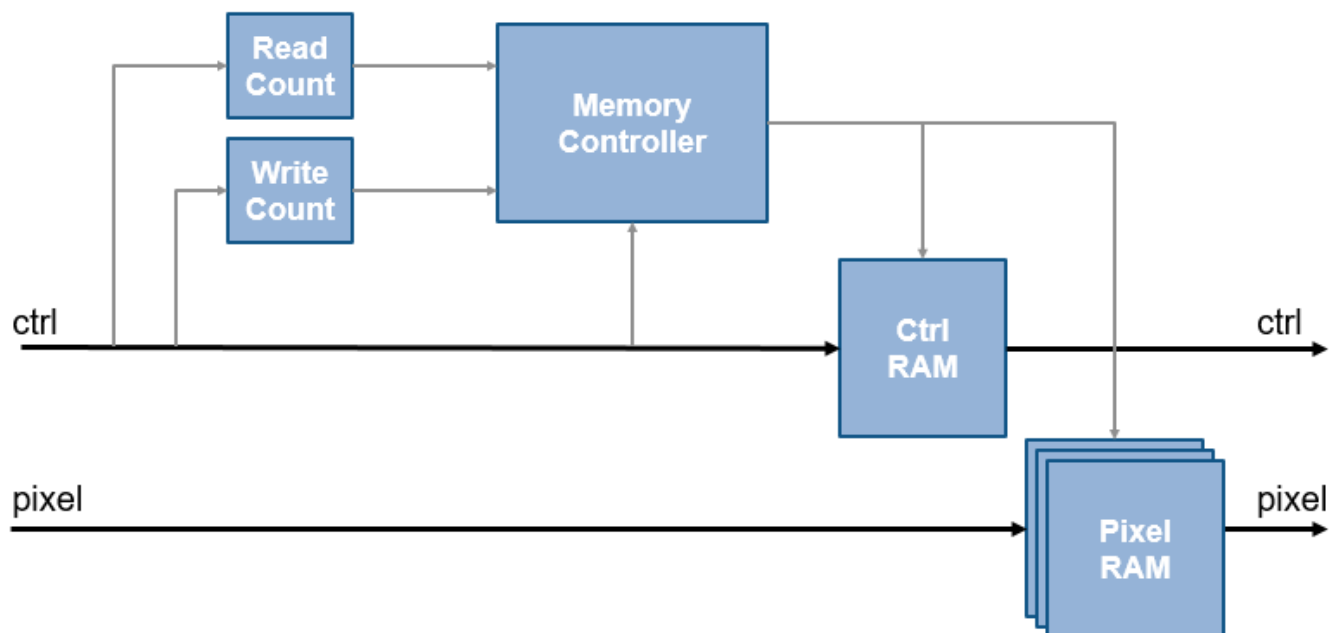 Read
Count
Memory
Controller
Write
Count
ctrl
Ctrl
RAM
ctrl
pixel
Pixel
RAM
pixel